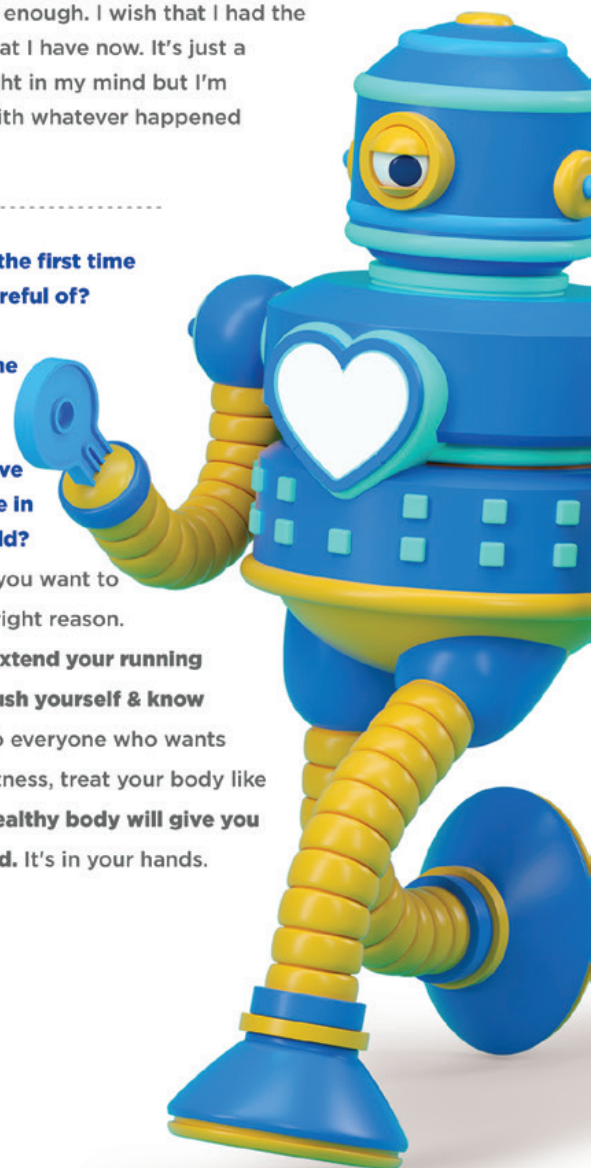 enough. I wish that I had the
at I have now. It's just a
ght in my mind but I'm
ith whatever happened
the first time
reful of?
ne
ve
e in
ld?
you want to
right reason.
xtend your running
ush yourself & know
o everyone who wants
tness, treat your body like
ealthy body will give you
d. It's in your hands.